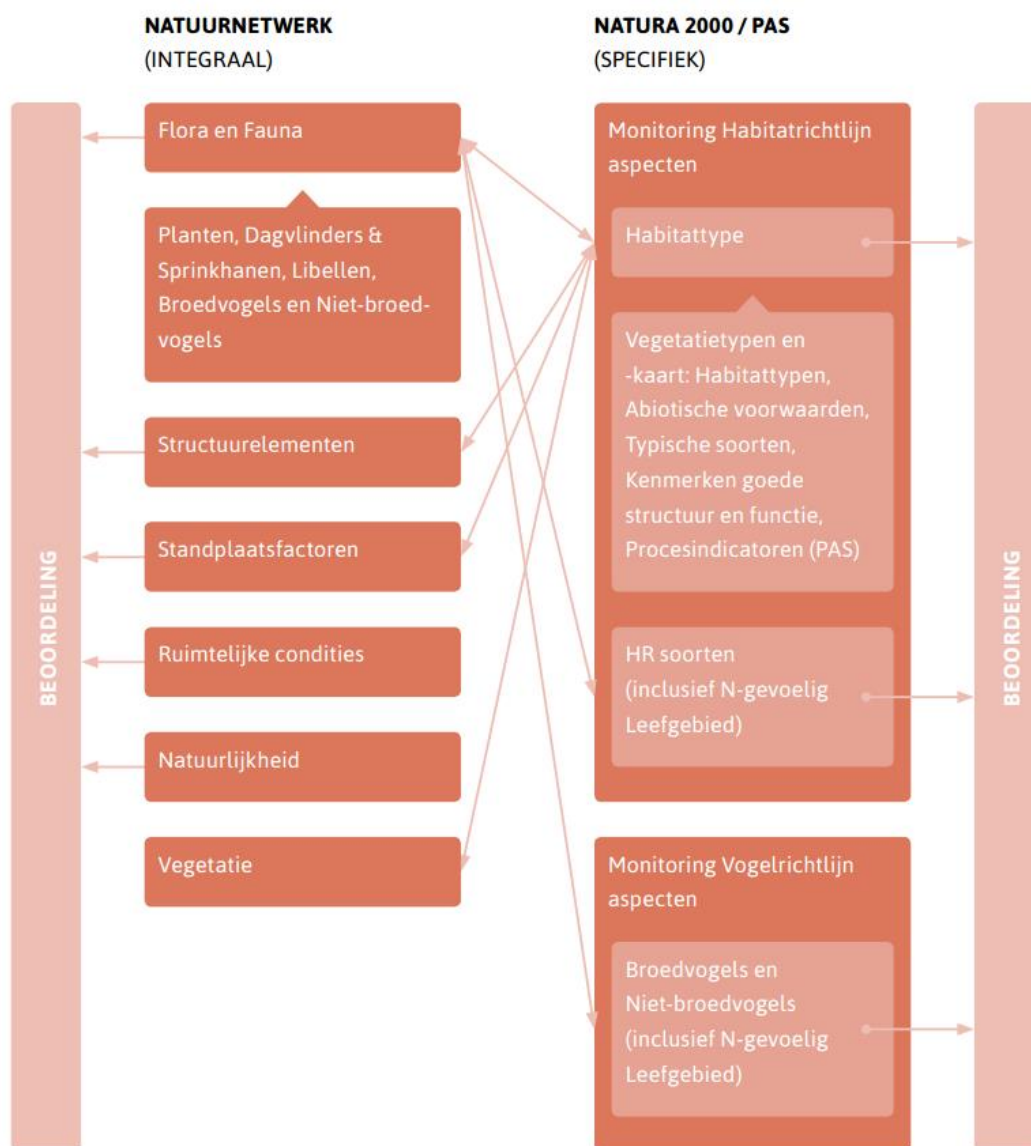 NATUURNETWERK
(INTEGRAAL)
NATURA 2000 / PAS
(SPECIFIEK)
BEOORDELING
Flora en Fauna
Planten, Dagvlinders &
Sprinkhanen, Libellen,
Broedvogels en Niet-broed-
vogels
Structuurelementen
Standplaatsfactoren
Ruimtelijke condities
Natuurlijkheid
Vegetatie
Monitoring Habitatrichtlijn
aspecten
Habitattype
Vegetatietypen en
-kaart: Habitattypen,
Abiotische voorwaarden,
Typische soorten,
Kenmerken goede
structuur en functie,
Procesindicatoren (PAS)
HR soorten
(inclusief N-gevoelig
Leefgebied)
Monitoring Vogelrichtlijn
aspecten
Broedvogels en
Niet-broedvogels
(inclusief N-gevoelig
Leefgebied)
BEOORDELING